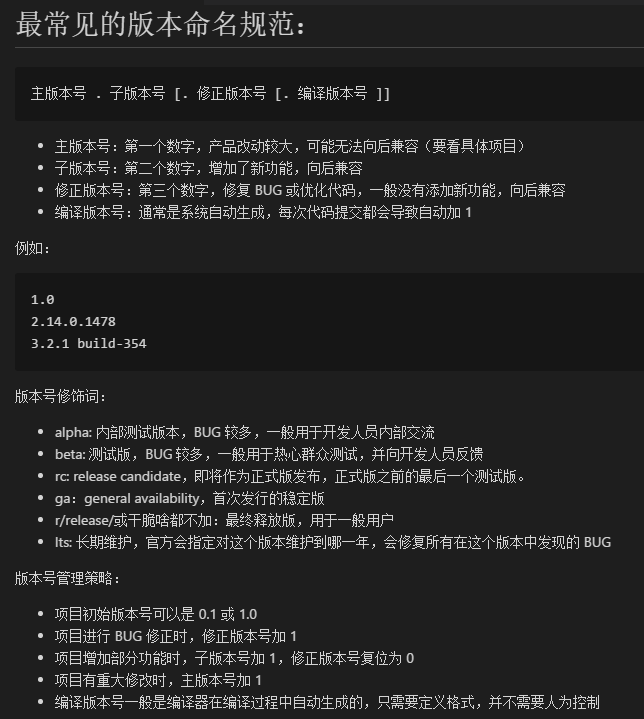 最常见的版本命名规范：
主版本号 . 子版本号 [. 修正版本号 [. 编译版本号 ]]
• 主版本号：第一个数字，产品改动较大，可能无法向后兼容（要看具体项目）
• 子版本号：第二个数字，增加了新功能，向后兼容
• 修正版本号：第三个数字，修复 BUG 或优化代码，一般没有添加新功能，向后兼容
• 编译版本号：通常是系统自动生成，每次代码提交都会导致自动加 1
例如：
1.0
2.14.0.1478
3.2.1 build-354
版本号修饰词：
• alpha: 内部测试版本，BUG 较多，一般用于开发人员内部交流
• beta: 测试版，BUG 较多，一般用于热心群众测试，并向开发人员反馈
• rc: release candidate，即将作为正式版发布，正式版之前的最后一个测试版。
• ga：general availability，首次发行的稳定版
• r/release/或干脆啥都不加：最终释放版，用于一般用户
• lts: 长期维护，官方会指定对这个版本维护到哪一年，会修复所有在这个版本中发现的 BUG
版本号管理策略：
• 项目初始版本号可以是 0.1 或 1.0
• 项目进行 BUG 修正时，修正版本号加 1
• 项目增加部分功能时，子版本号加 1，修正版本号复位为 0
• 项目有重大修改时，主版本号加 1
• 编译版本号一般是编译器在编译过程中自动生成的，只需要定义格式，并不需要人为控制